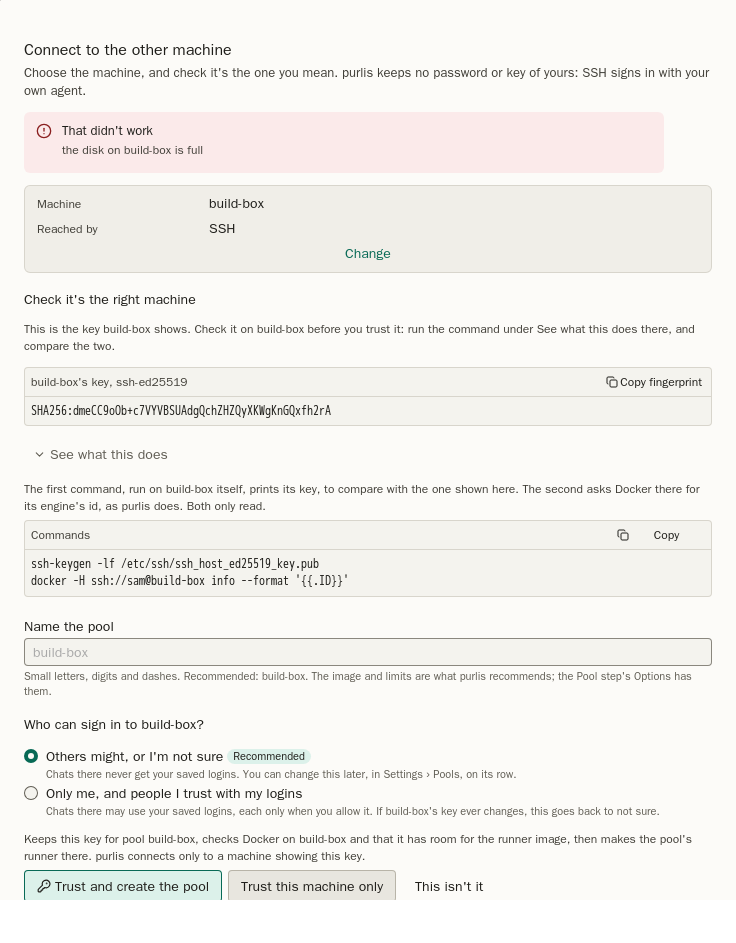 Connect to the other machine
Choose the machine, and check it's the one you mean. purlis keeps no password or key of yours: SSH signs in with your
own agent.
That didn't work
the disk on build-box is full
Machine build-box
Reached by SSH
Change
Check it's the right machine
This is the key build-box shows. Check it on build-box before you trust it: run the command under See what this does there, and
compare the two.
build-box's key, ssh-ed25519 Copy fingerprint
SHA256:dmeCC9oOb+c7VYVBSUAdgQchZHZQyXKWgKnGQxfh2rA
See what this does
The first command, run on build-box itself, prints its key, to compare with the one shown here. The second asks Docker there for
its engine's id, as purlis does. Both only read.
Commands Copy
ssh-keygen -lf /etc/ssh/ssh_host_ed25519_key.pub
docker -H ssh://sam@build-box info --format '{{.ID}}'
Name the pool
build-box
Small letters, digits and dashes. Recommended: build-box. The image and limits are what purlis recommends; the Pool step's Options has
them.
Who can sign in to build-box?
Others might, or I'm not sure Recommended
Chats there never get your saved logins. You can change this later, in Settings › Pools, on its row.
Only me, and people I trust with my logins
Chats there may use your saved logins, each only when you allow it. If build-box's key ever changes, this goes back to not sure.
Keeps this key for pool build-box, checks Docker on build-box and that it has room for the runner image, then makes the pool's
runner there. purlis connects only to a machine showing this key.
Trust and create the pool Trust this machine only This isn't it